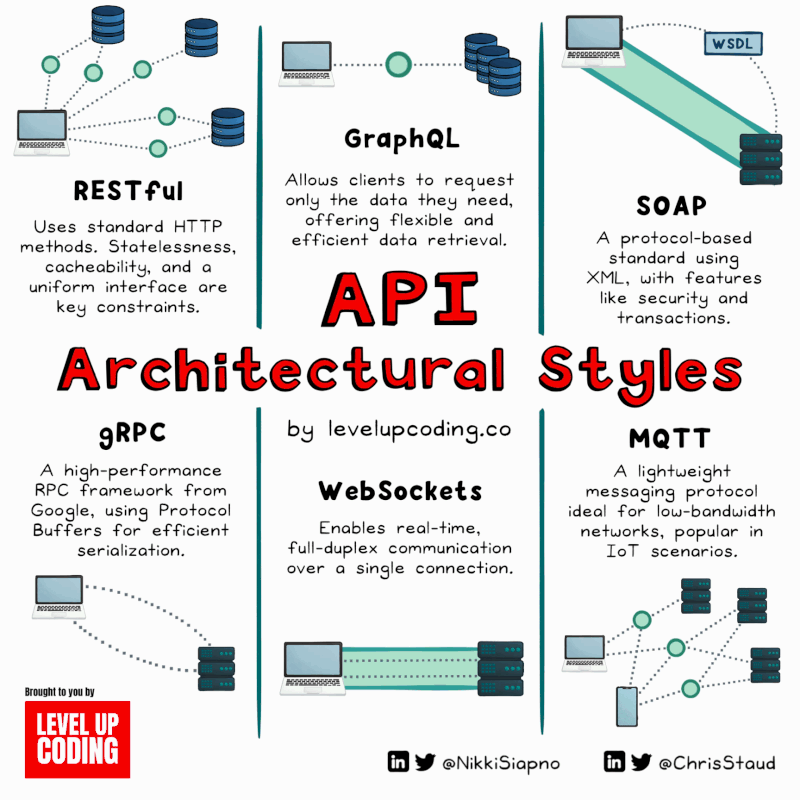 RESTful
Uses standard HTTP
methods. Statelessness,
cacheability, and a
uniform interface are
key constraints.
GraphQL
Allows clients to request
only the data they need,
offering flexible and
efficient data retrieval.
WSDL
SOAP
A protocol-based
standard using
XML, with features
like security and
transactions.
API
Architectural Styles
by levelupcoding.co
gRPC
A high-performance
RPC framework from
Google, using Protocol
Buffers for efficient
serialization.
WebSockets
Enables real-time,
full-duplex communication
over a single connection.
MQTT
A lightweight
messaging protocol
ideal for low-bandwidth
networks, popular in
IoT scenarios.
Brought to you by
LEVEL UP
CODING
in @NikkiSiapno
in @ChrisStaud